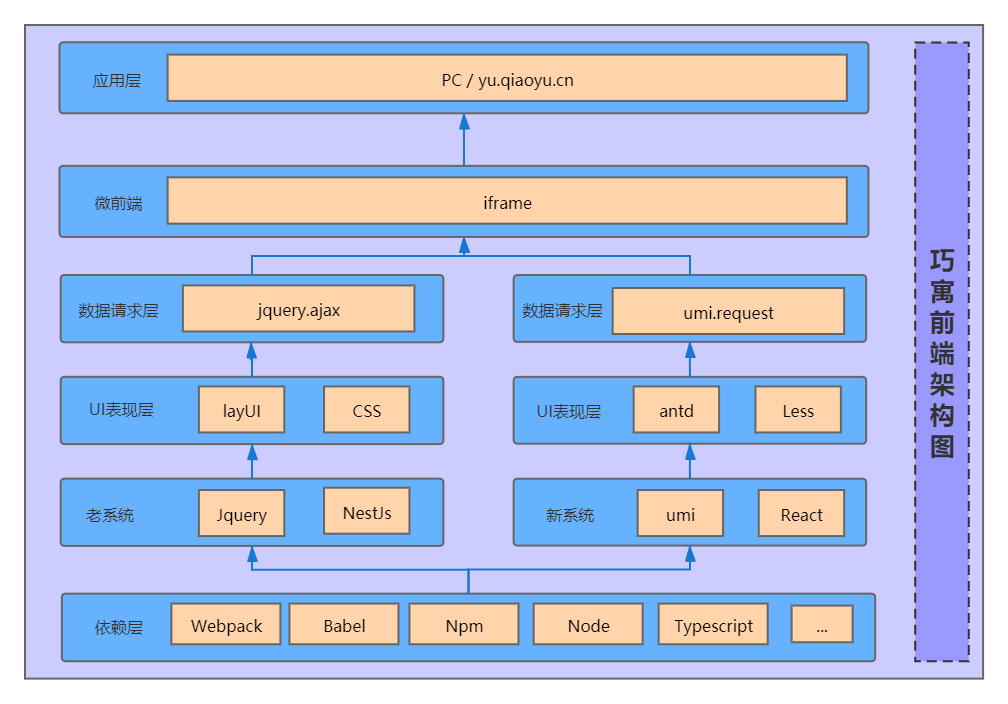 应用层
PC / yu.qiaoyu.cn
微前端
iframe
数据请求层
jquery.ajax
数据请求层
umi.request
UI表现层
layUI
CSS
UI表现层
antd
Less
老系统
Jquery
NestJs
新系统
umi
React
依赖层
Webpack
Babel
Npm
Node
Typescript
...
巧寓前端架构图